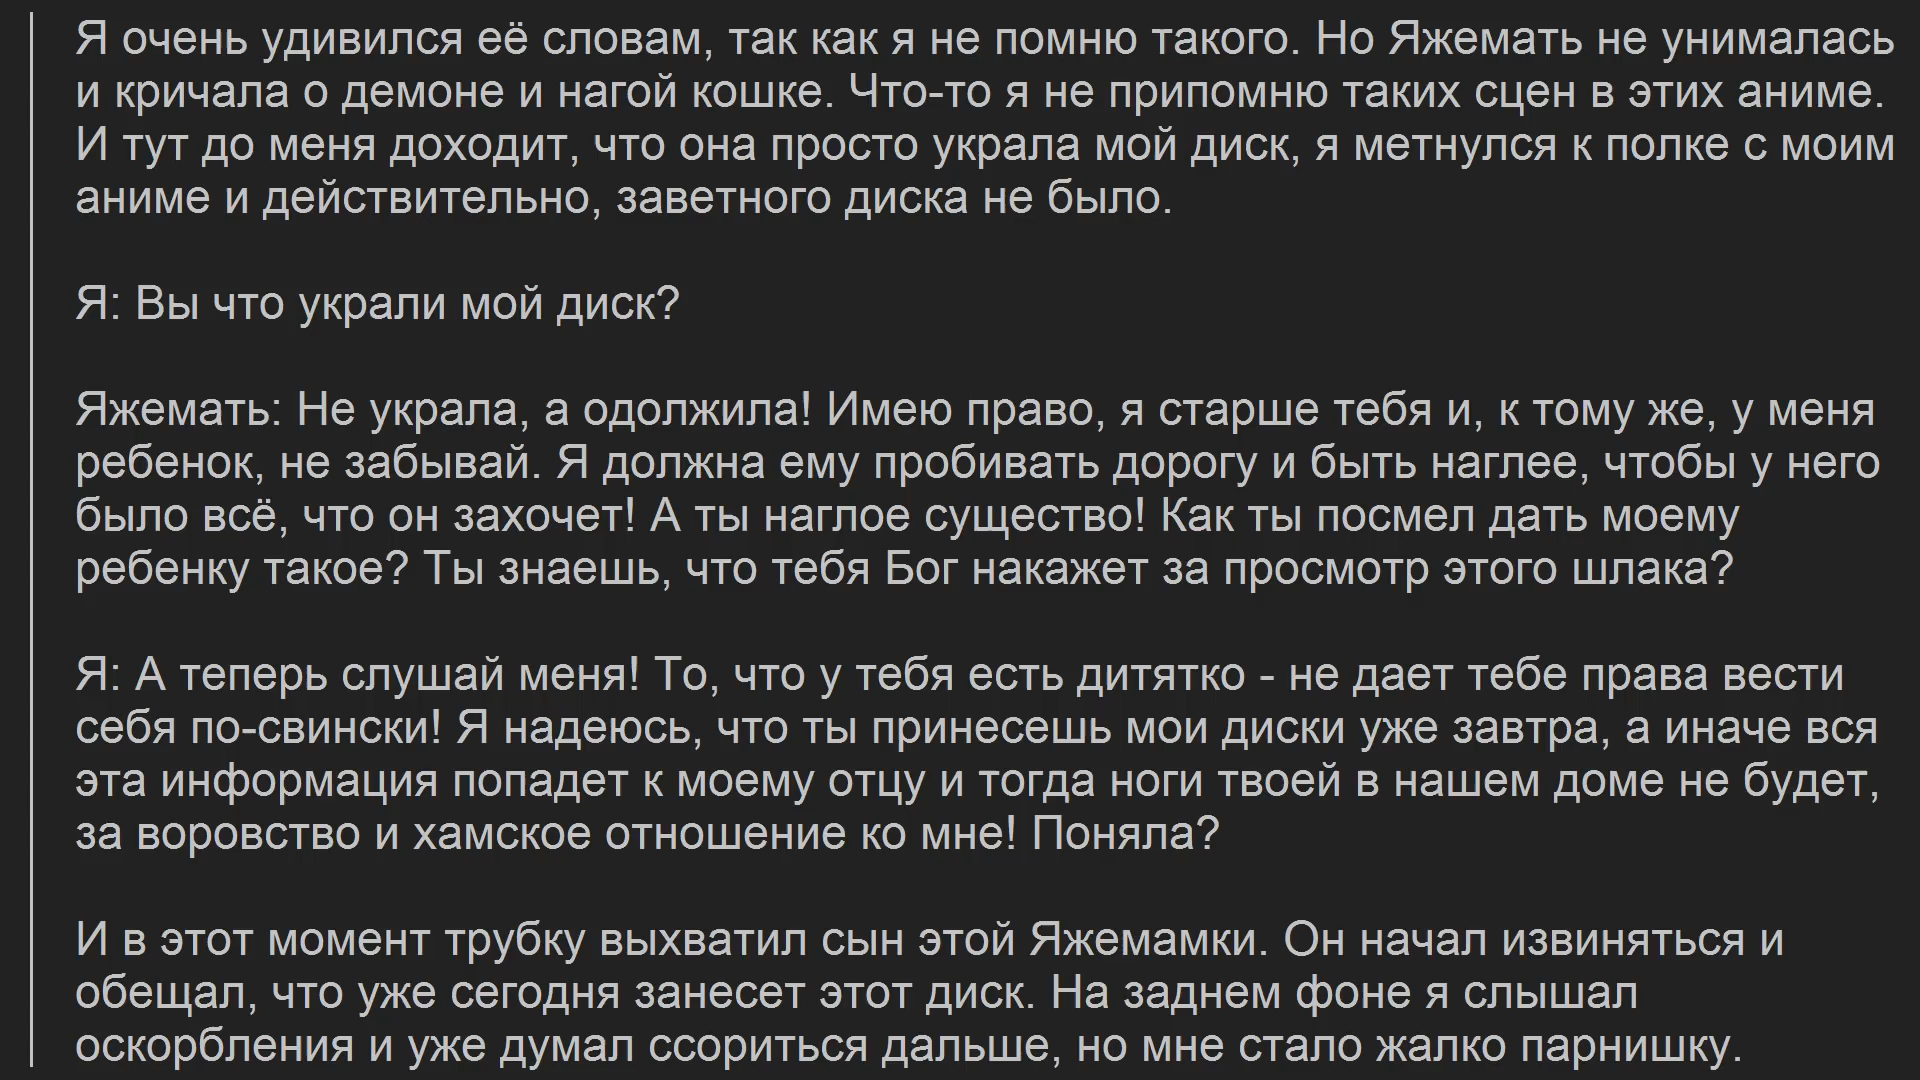 Я очень удивился её словам, так как я не помню такого. Но Яжемать не унималась
и кричала о демоне и нагой кошке. Что-то я не припомню таких сцен в этих аниме.
И тут до меня доходит, что она просто украла мой диск, я метнулся к полке с моим
аниме и действительно, заветного диска не было.
Я: Вы что украли мой диск?
Яжемать: Не украла, а одолжила! Имею право, я старше тебя и, к тому же, у меня
ребенок, не забывай. Я должна ему пробивать дорогу и быть наглее, чтобы у него
было всё, что он захочет! А ты наглое существо! Как ты посмел дать моему
ребенку такое? Ты знаешь, что тебя Бог накажет за просмотр этого шлака?
Я: А теперь слушай меня! То, что у тебя есть дитятко - не дает тебе права вести
себя по-свински! Я надеюсь, что ты принесешь мои диски уже завтра, а иначе вся
эта информация попадет к моему отцу и тогда ноги твоей в нашем доме не будет,
за воровство и хамское отношение ко мне! Поняла?
И в этот момент трубку выхватил сын этой Яжемамки. Он начал извиняться и
обещал, что уже сегодня занесет этот диск. На заднем фоне я слышал
оскорбления и уже думал ссориться дальше, но мне стало жалко парнишку.